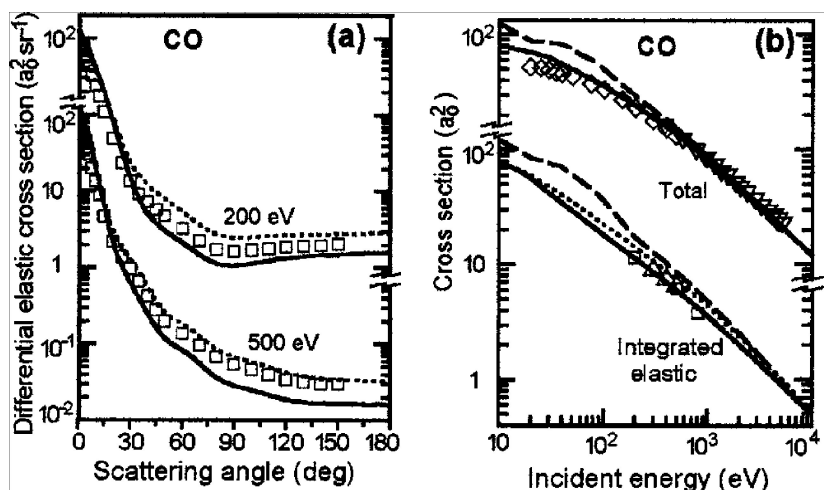 CO (a)
Differential elastic cross section (a₀² sr⁻¹)
10²
10²
10
1
10⁻¹
10⁻²
200 eV
500 eV
0 30 60 90 120 150 180
Scattering angle (deg)
CO (b)
Cross section (a₀²)
10²
10²
10
1
Total
Integrated
elastic
10 10² 10³ 10⁴
Incident energy (eV)